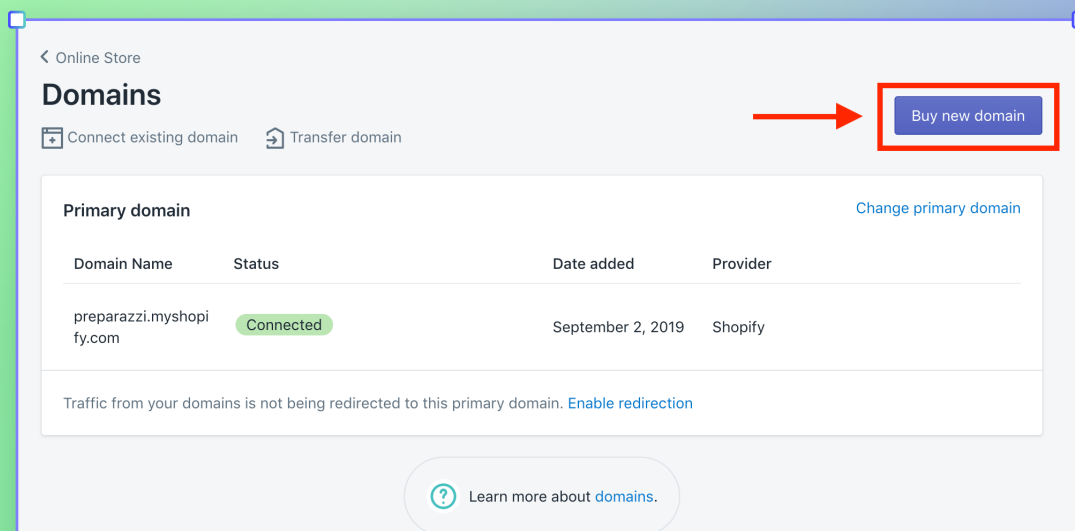 Online Store
Domains
Connect existing domain
Transfer domain
Buy new domain
Primary domain
Change primary domain
Domain Name
Status
Date added
Provider
preparazzi.myshopi
fy.com
Connected
September 2, 2019
Shopify
Traffic from your domains is not being redirected to this primary domain. Enable redirection
Learn more about domains.